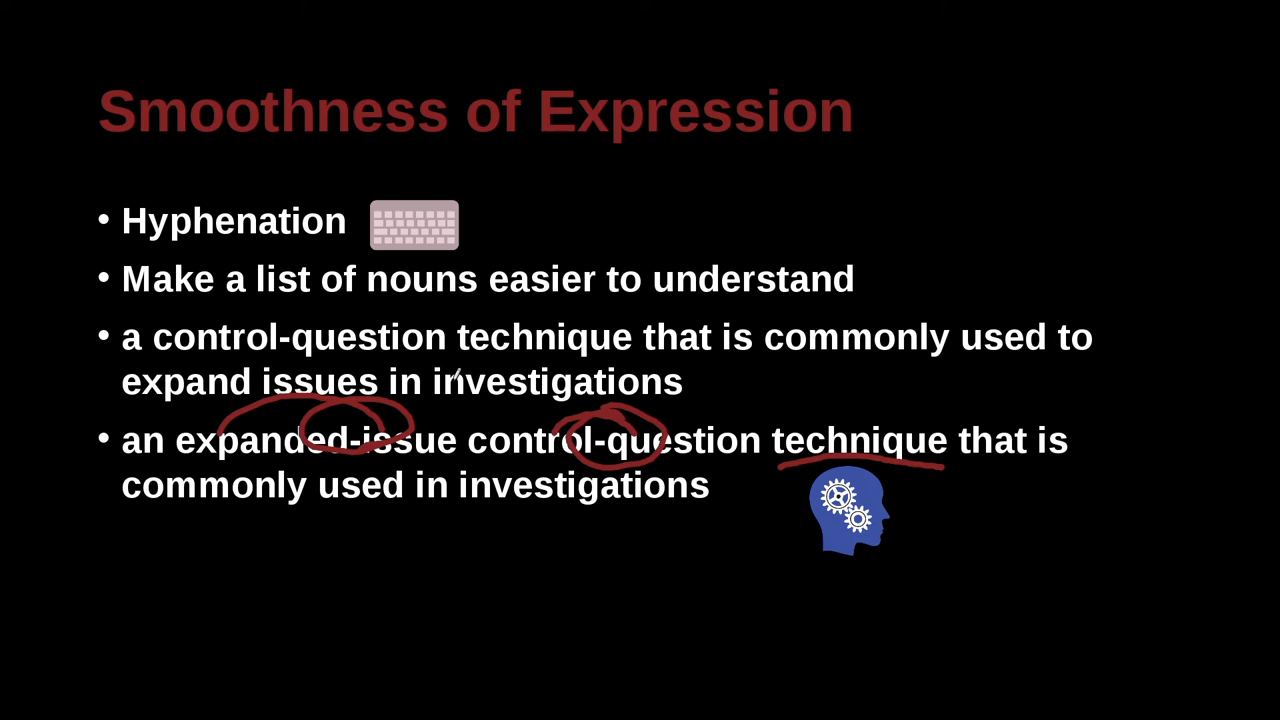 Smoothness of Expression
• Hyphenation
• Make a list of nouns easier to understand
• a control-question technique that is commonly used to
expand issues in investigations
• an expanded-issue control-question technique that is
commonly used in investigations